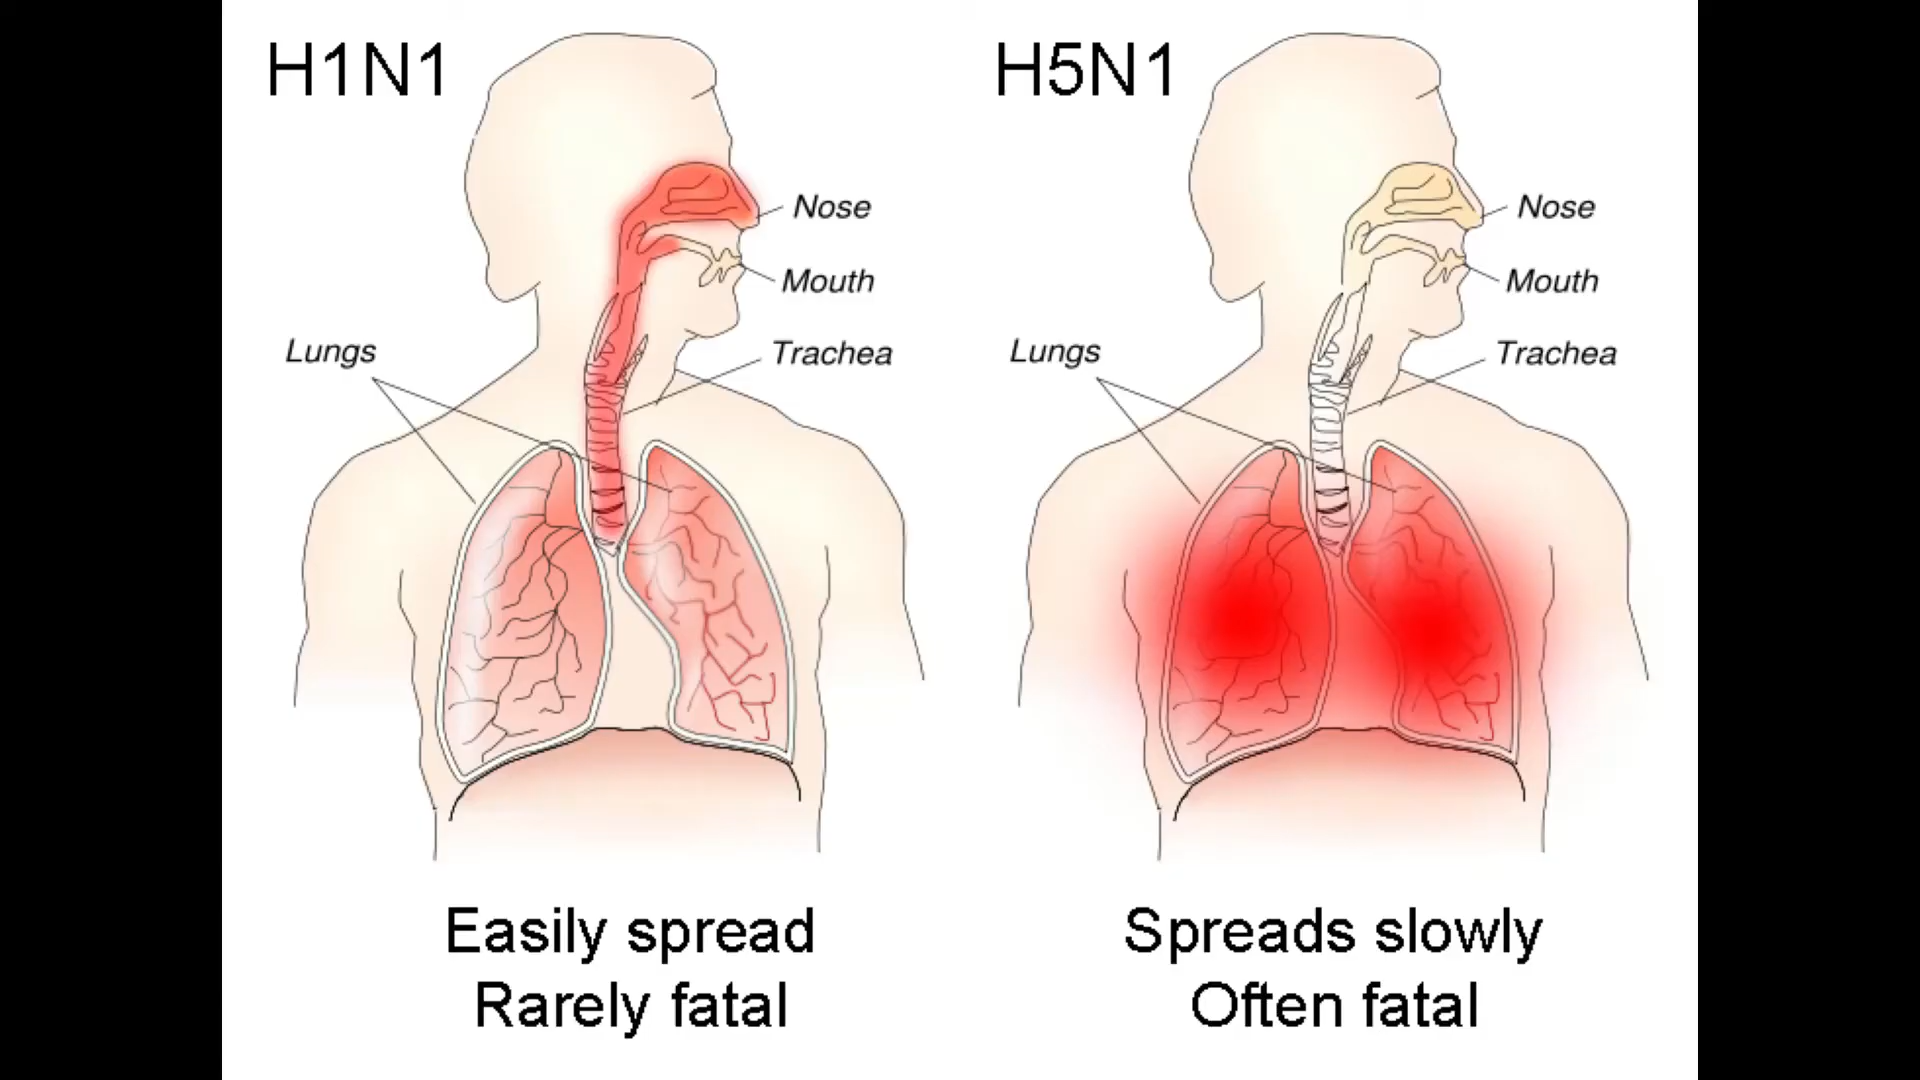 H1N1
Nose
Mouth
Lungs
Trachea
Easily spread
Rarely fatal
H5N1
Nose
Mouth
Lungs
Trachea
Spreads slowly
Often fatal